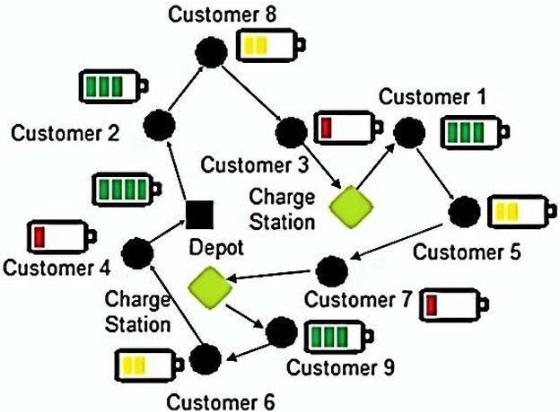 Customer 8
Customer 1
Customer 2
Customer 3
Charge
Station
Depot
Customer 5
Customer 4
Charge
Station
Customer 7
Customer 9
Customer 6